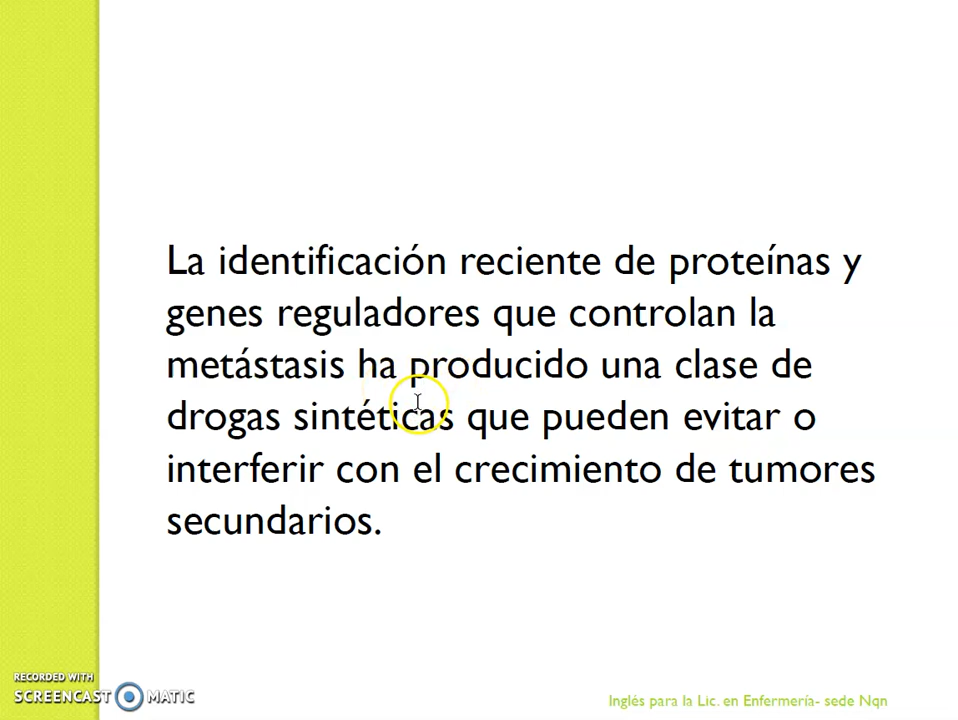 La identificación reciente de proteínas y
genes reguladores que controlan la
metástasis ha producido una clase de
drogas sintéticas que pueden evitar o
interferir con el crecimiento de tumores
secundarios.
RECORDED WITH
SCREENCAST MATIC
Inglés para la Lic. en Enfermería- sede Nqn